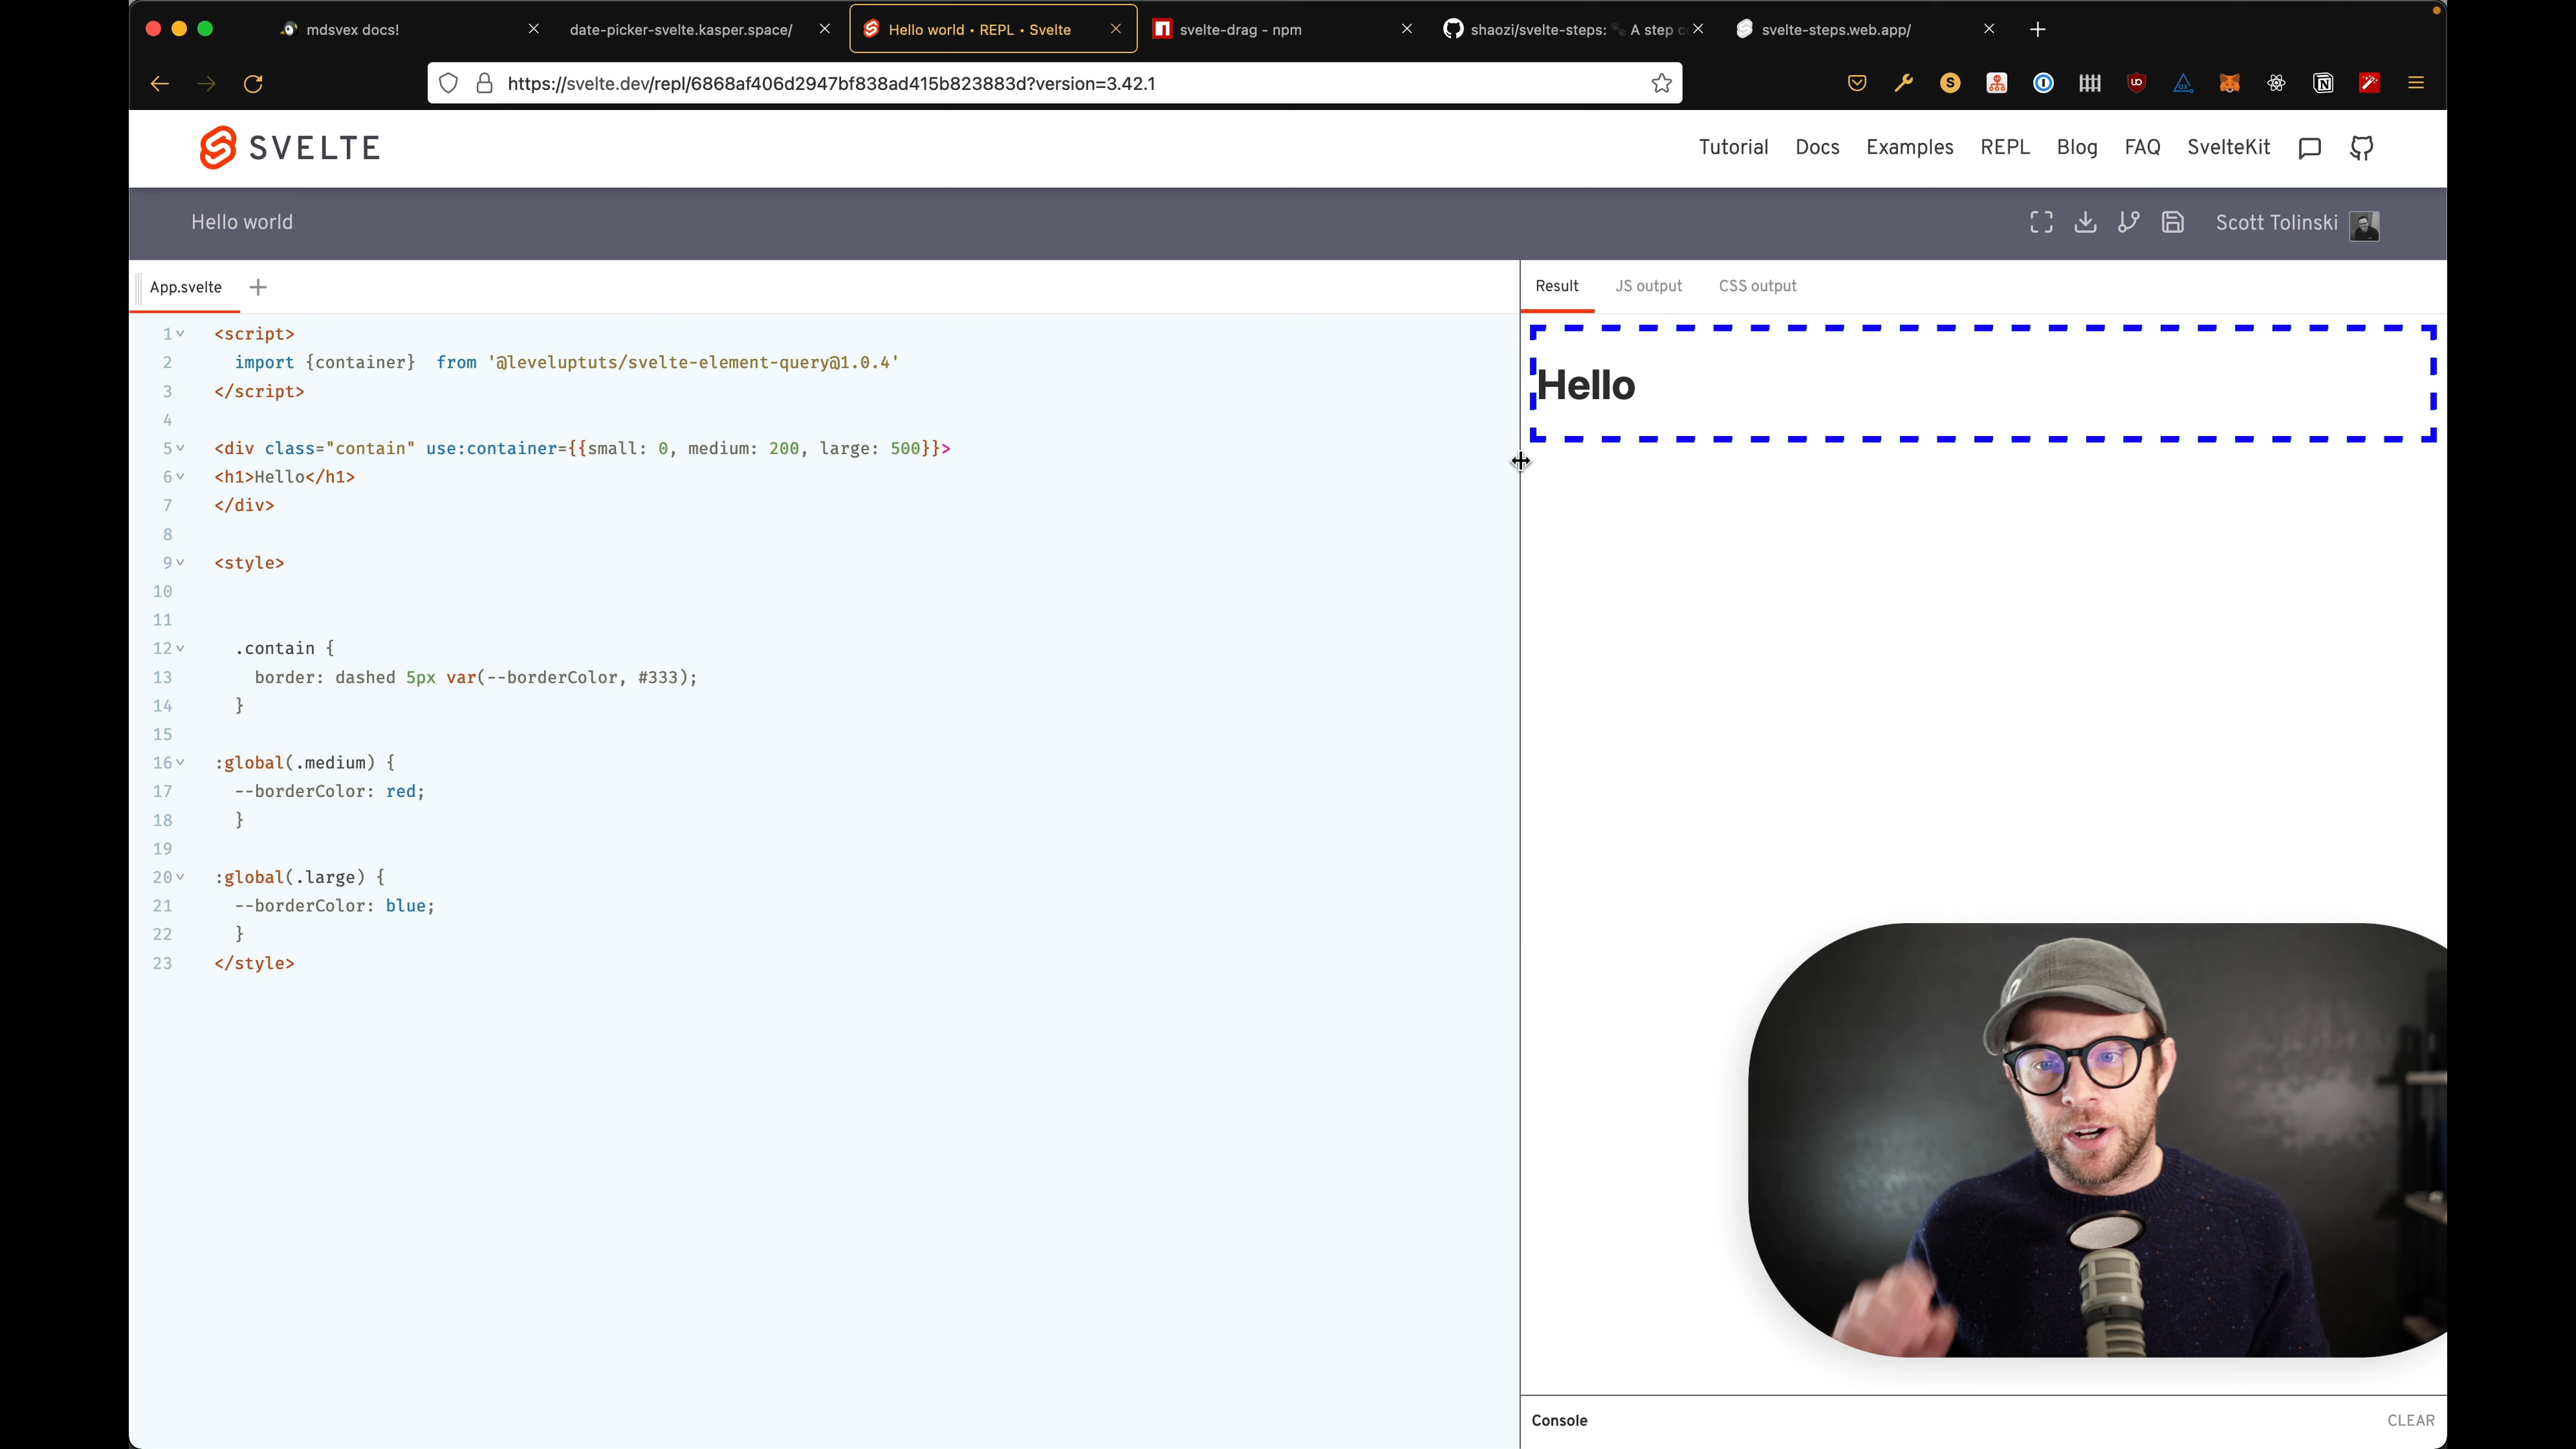 mdsvex docs!
date-picker-svelte.kasper.space/
Hello world • REPL • Svelte
svelte-drag - npm
shaozi/svelte-steps: 🐾 A step c
svelte-steps.web.app/
https://svelte.dev/repl/6868af406d2947bf838ad415b823883d?version=3.42.1
SVELTE
Tutorial Docs Examples REPL Blog FAQ SvelteKit
Hello world
Scott Tolinski
App.svelte
Result JS output CSS output
1 <script>
2 import {container}  from '@leveluptuts/svelte-element-query@1.0.4'
3 </script>
4
5 <div class="contain" use:container={{small: 0, medium: 200, large: 500}}>
6 <h1>Hello</h1>
7 </div>
8
9 <style>
10
11
12 .contain {
13 border: dashed 5px var(--borderColor, #333);
14 }
15
16 :global(.medium) {
17 --borderColor: red;
18 }
19
20 :global(.large) {
21 --borderColor: blue;
22 }
23 </style>
Hello
Console
CLEAR